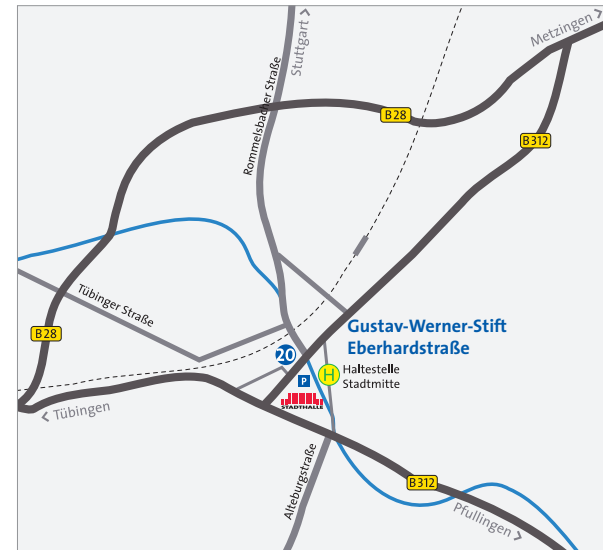 Metzingen >
Stuttgart >
Rommelsbacher Straße
B28
B312
Tübinger Straße
B28
Gustav-Werner-Stift
Eberhardstraße
20
H
Haltestelle
Stadtmitte
P
STADTHALLE
< Tübingen
Alteburgstraße
B312
Pfullingen >